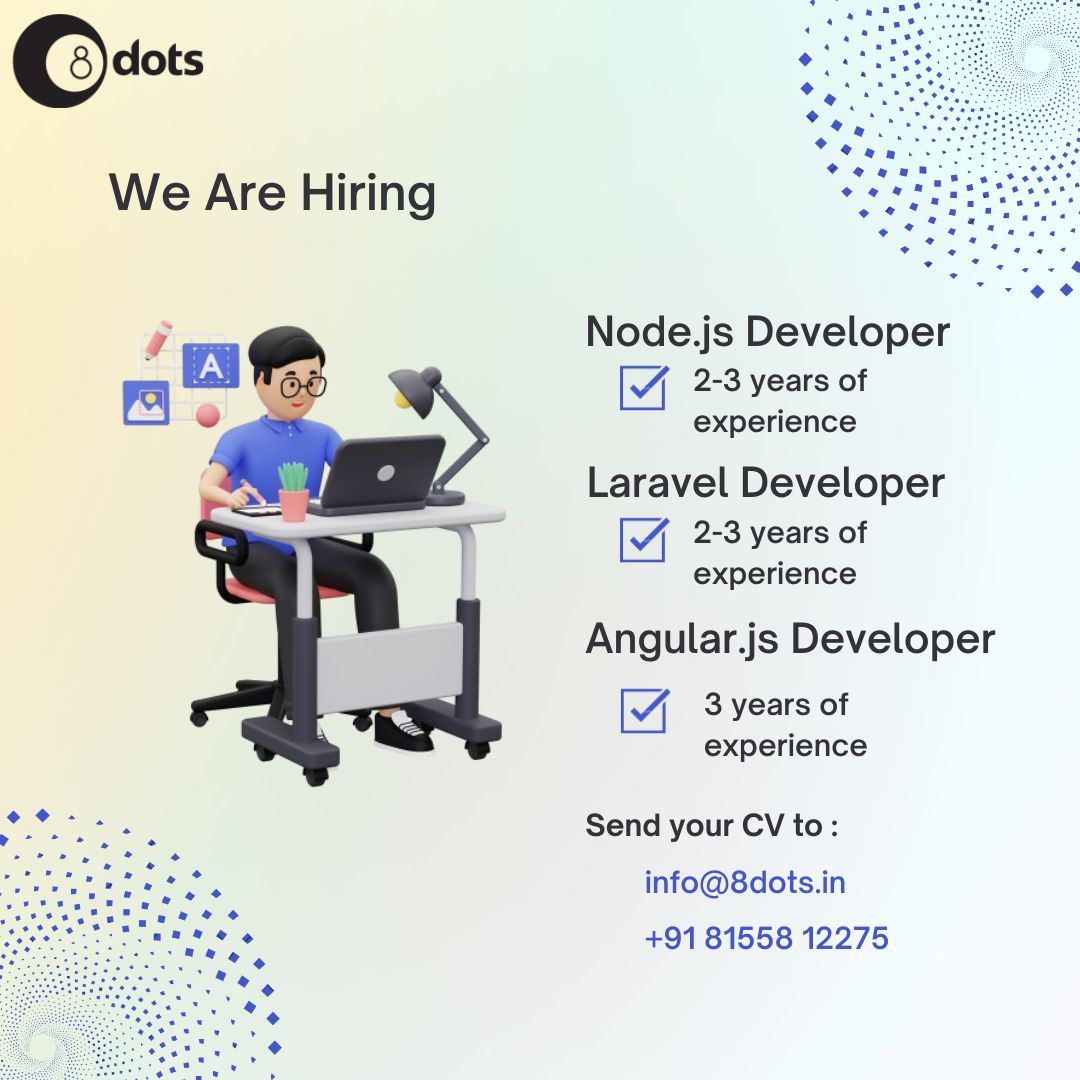 8 dots
We Are Hiring
A
Node.js Developer
2-3 years of
experience
Laravel Developer
2-3 years of
experience
Angular.js Developer
3 years of
experience
Send your CV to :
info@8dots.in
+91 81558 12275